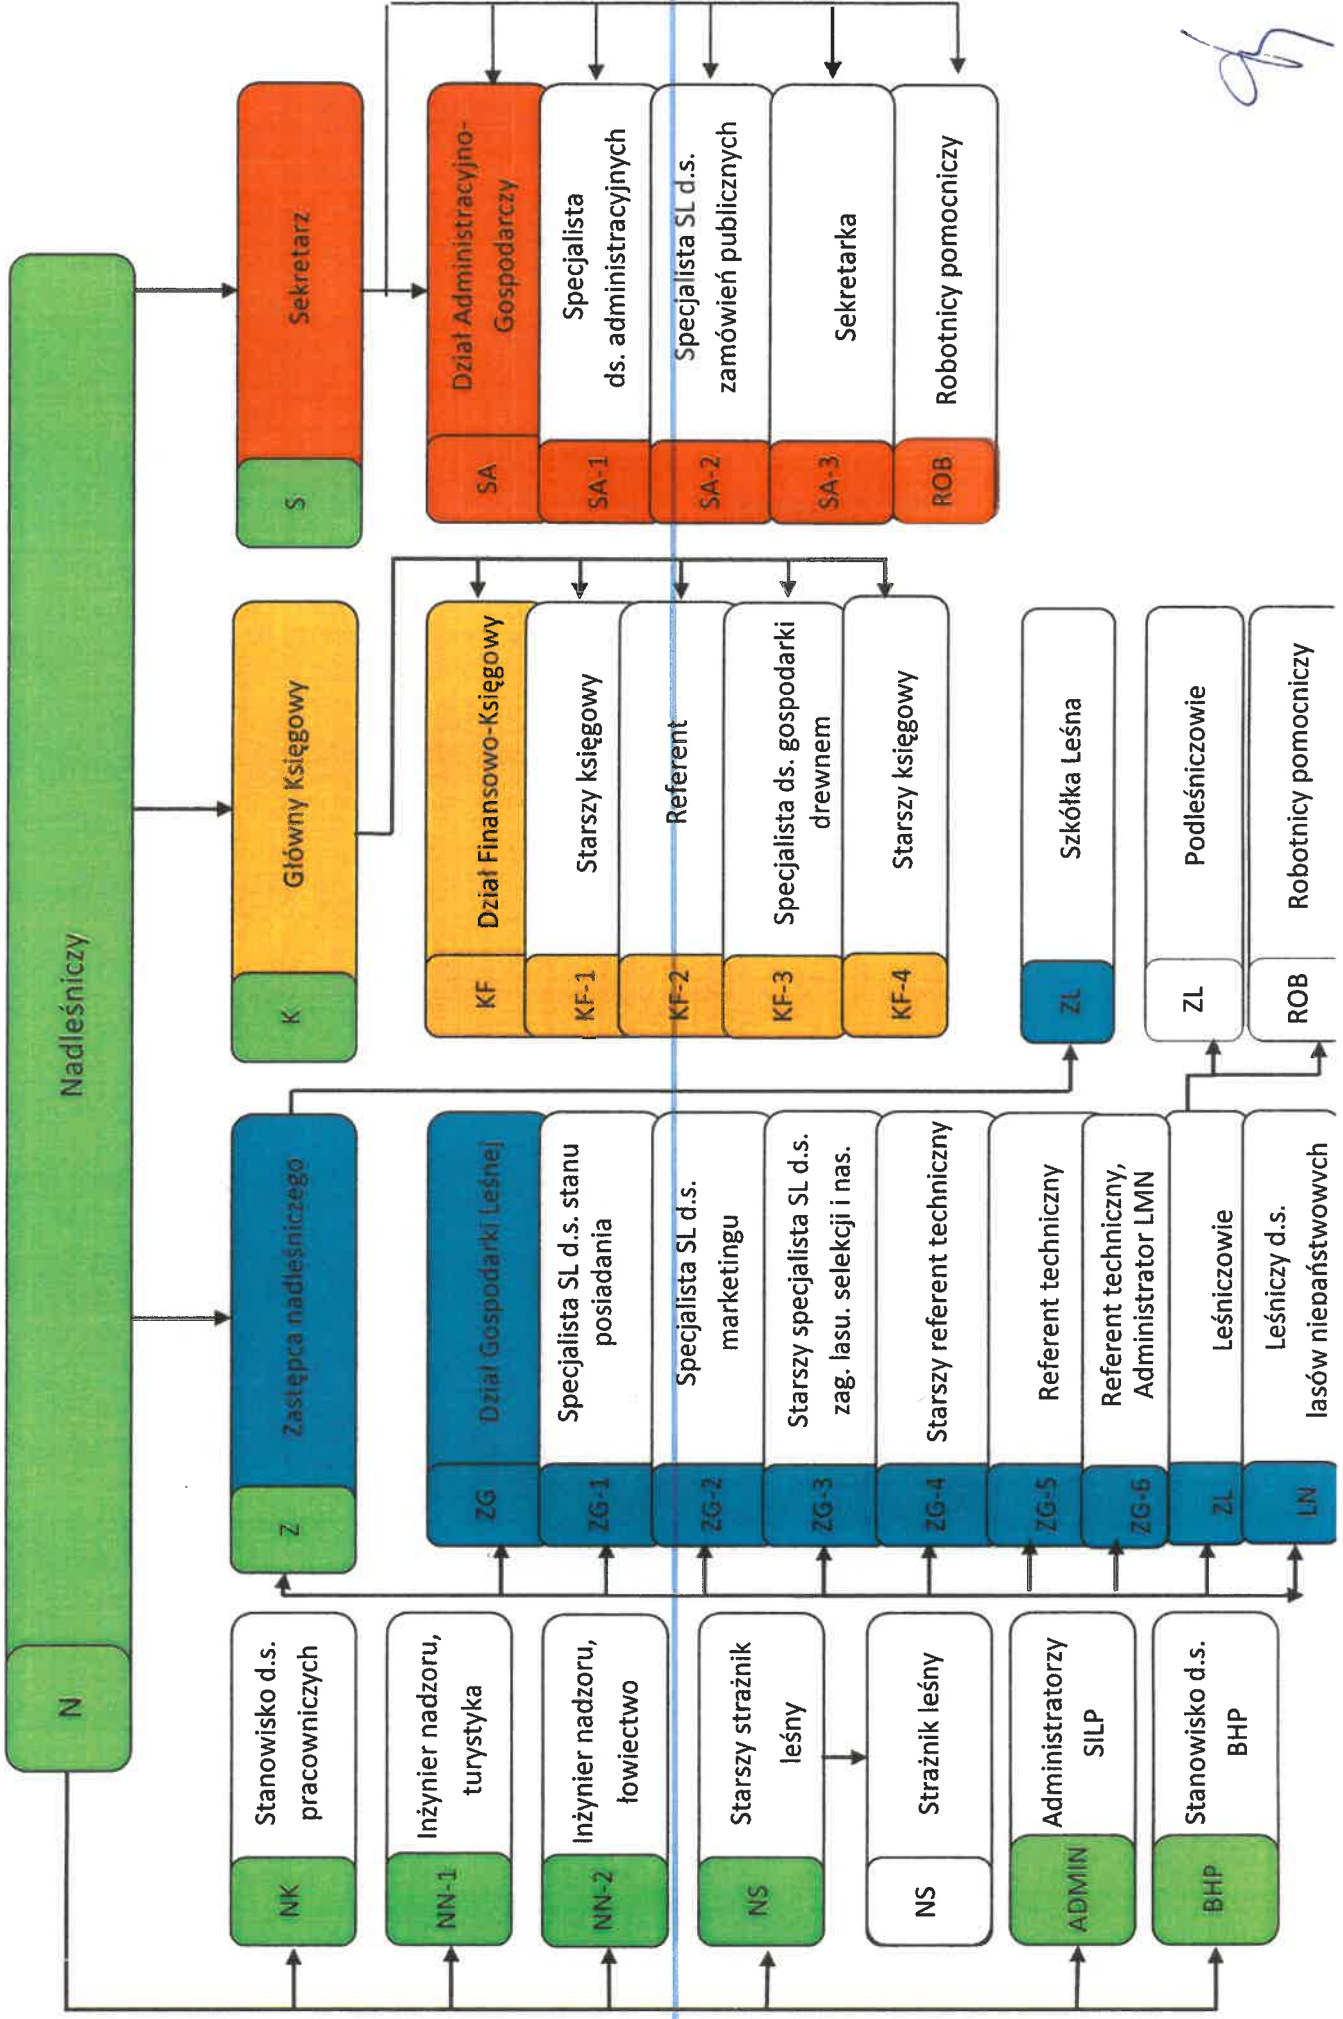 N
Nadleśniczy
NK
Stanowisko d.s.
pracowniczych
NN-1
Inżynier nadzoru,
turystyka
NN-2
Inżynier nadzoru,
łowiectwo
NS
Starszy strażnik
leśny
NS
Strażnik leśny
ADMIN
Administratorzy
SILP
BHP
Stanowisko d.s.
BHP
Z
Zastępca nadleśniczego
ZG
Dział Gospodarki Leśnej
ZG-1
Specjalista SL d.s. stanu
posiadania
ZG-2
Specjalista SL d.s.
marketingu
ZG-3
Starszy specjalista SL d.s.
zag. lasu. selekcji i nas.
ZG-4
Starszy referent techniczny
ZG-5
Referent techniczny
ZG-6
Referent techniczny,
Administrator LMN
ZL
Leśniczowie
LN
Leśniczy d.s.
lasów niepaństwowych
K
Główny Księgowy
KF
Dział Finansowo-Księgowy
KF-1
Starszy księgowy
KF-2
Referent
KF-3
Specjalista ds. gospodarki
drewnem
KF-4
Starszy księgowy
ZL
Szkółka Leśna
ZL
Podleśniczowie
ROB
Robotnicy pomocniczy
S
Sekretarz
SA
Dział Administracyjno-
Gospodarczy
SA-1
Specjalista
ds. administracyjnych
SA-2
Specjalista SL d.s.
zamówień publicznych
SA-3
Sekretarka
ROB
Robotnicy pomocniczy